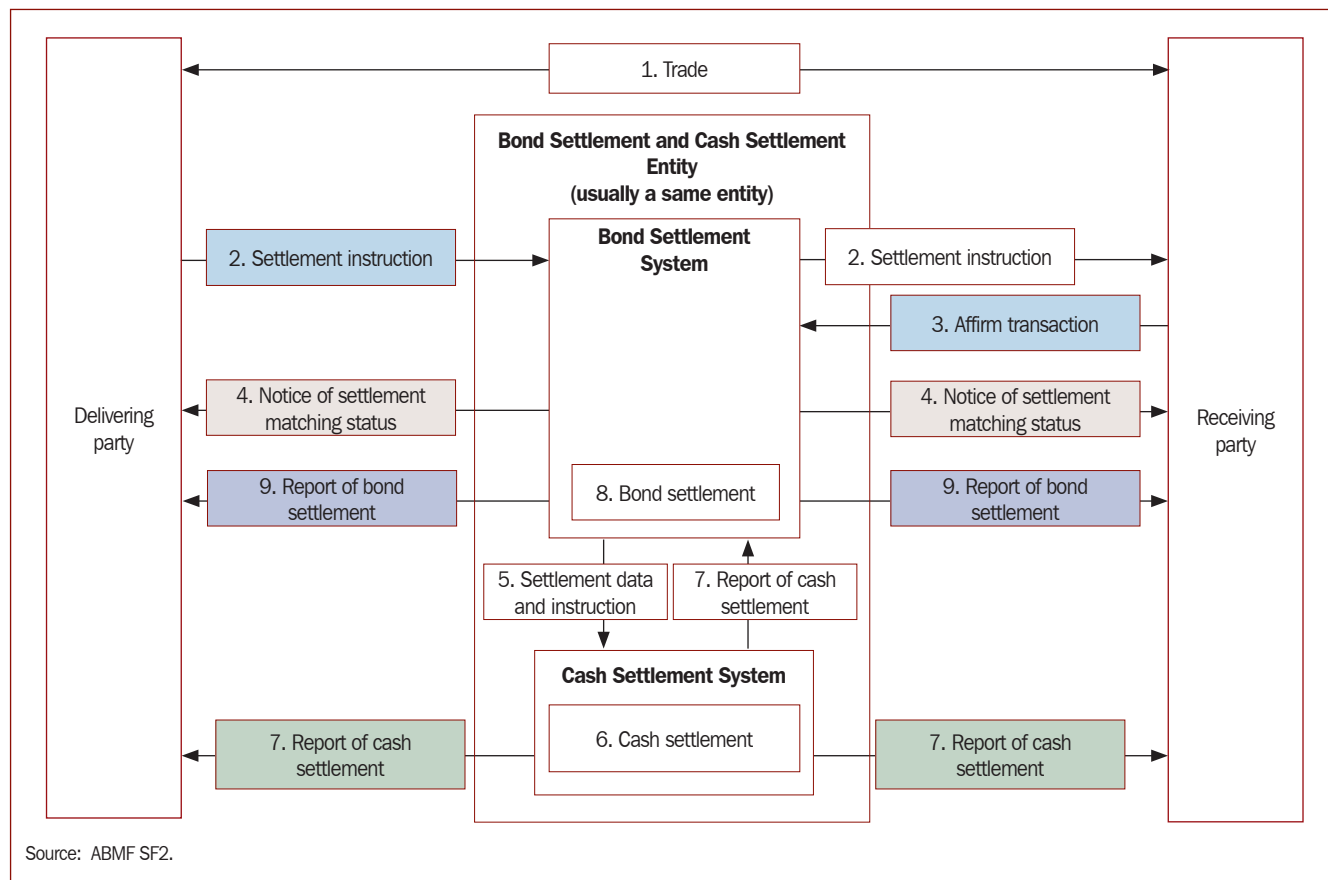 1. Trade
Bond Settlement and Cash Settlement
Entity
(usually a same entity)
Bond Settlement
System
2. Settlement instruction
2. Settlement instruction
3. Affirm transaction
4. Notice of settlement
matching status
4. Notice of settlement
matching status
Delivering
party
Receiving
party
9. Report of bond
settlement
8. Bond settlement
9. Report of bond
settlement
5. Settlement data
and instruction
7. Report of cash
settlement
Cash Settlement System
7. Report of cash
settlement
6. Cash settlement
7. Report of cash
settlement
Source: ABMF SF2.